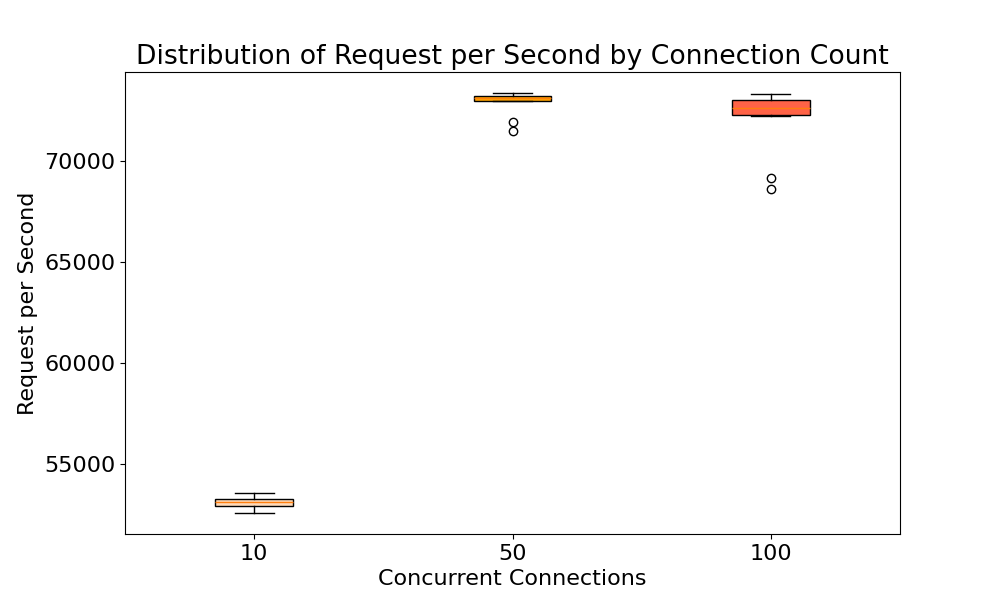 Distribution of Request per Second by Connection Count
Request per Second
70000
65000
60000
55000
10 50 100
Concurrent Connections